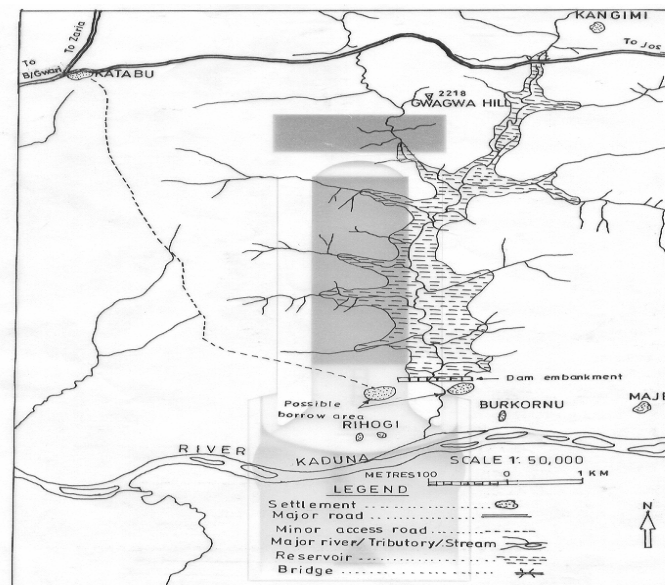 KANGIMI
To Zaria
To Jos
To
B/Gwari
KATABU
2218
GWAGWA HILL
Dam embankment
Possible
borrow area
BURKORNU
MAJE
RIHOGI
RIVER
KADUNA
SCALE 1: 50,000
METRES100 0 1 KM
LEGEND
Settlement
Major road
Minor access road
Major river/Tributary/Stream
Reservoir
Bridge
N